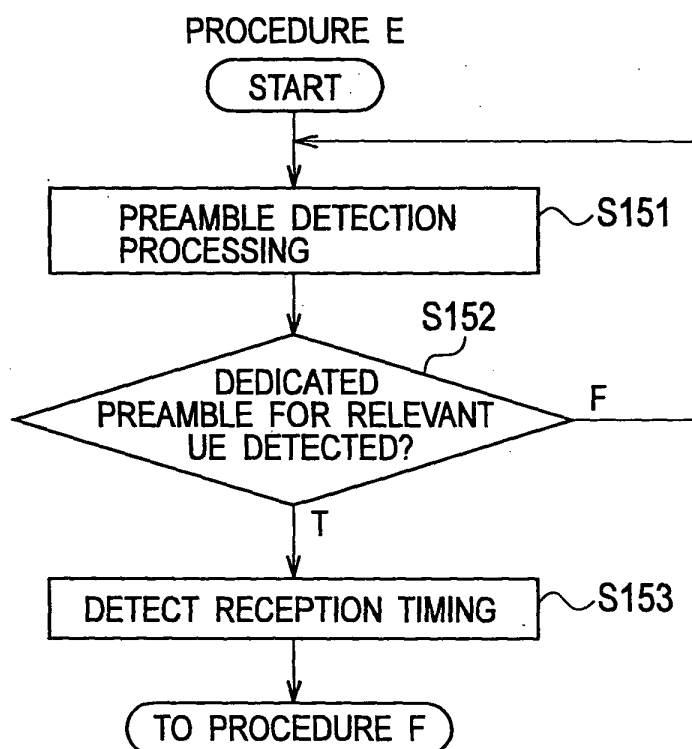 PROCEDURE E
START
PREAMBLE DETECTION
PROCESSING
S151
S152
DEDICATED
PREAMBLE FOR RELEVANT
UE DETECTED?
F
T
DETECT RECEPTION TIMING
S153
TO PROCEDURE F